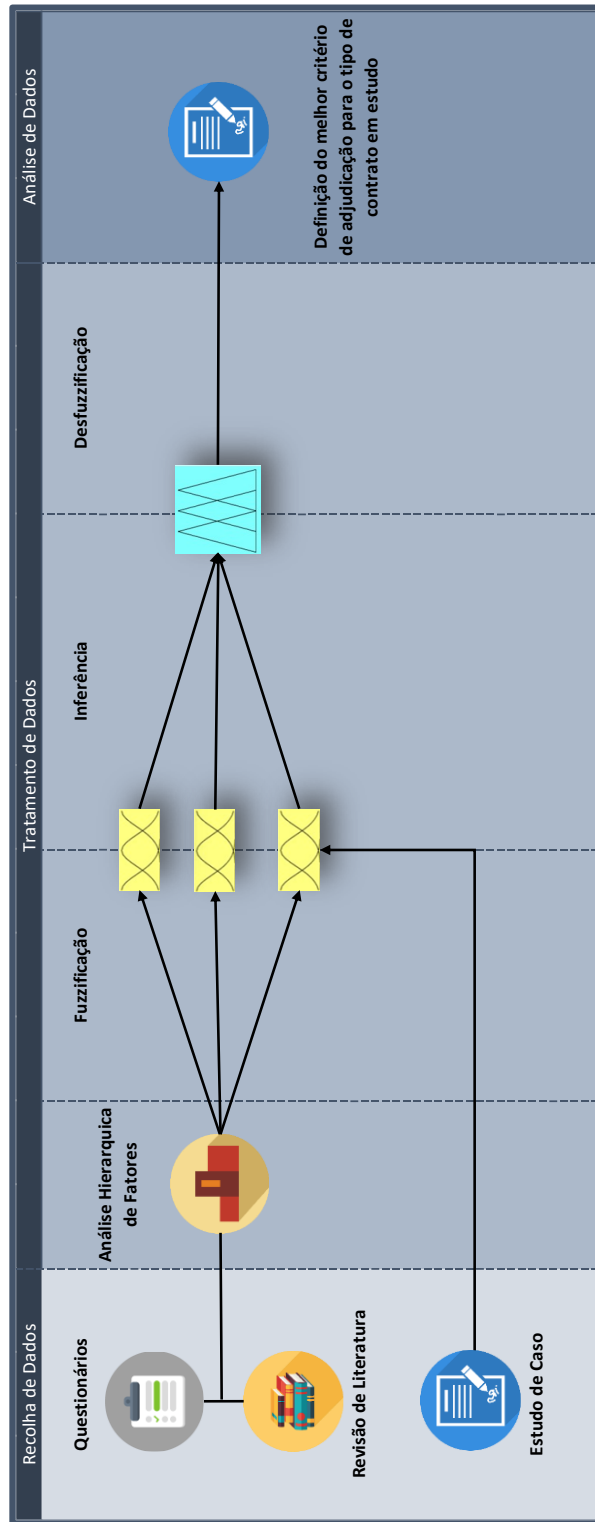 Recolha de Dados
Tratamento de Dados
Análise de Dados
Questionários
Revisão de Literatura
Estudo de Caso
Análise Hierarquica
de Fatores
Fuzzificação
Inferência
Desfuzzificação
Definição do melhor critério
de adjudicação para o tipo de
contrato em estudo